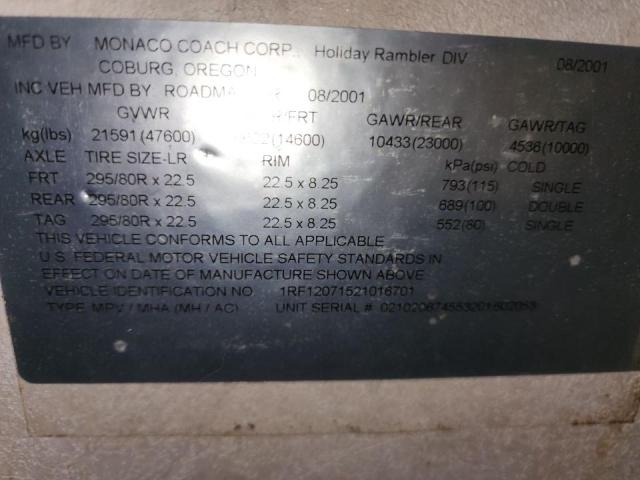 MFD BY MONACO COACH CORP., Holiday Rambler DIV 08/2001
COBURG, OREGON
INC VEH MFD BY 08/2001
GVWR /FRT GAWR/REAR GAWR/TAG
kg(lbs) 21591(47600) (14600) 10433(23000) 4536(10000)
AXLE TIRE SIZE-LR RIM kPa(psi) COLD
FRT 295/80R x 22.5 22.5 x 8.25 793(115) SINGLE
REAR 295/80R x 22.5 22.5 x 8.25 689(100) DOUBLE
TAG 295/80R x 22.5 22.5 x 8.25 552(80) SINGLE
THIS VEHICLE CONFORMS TO ALL APPLICABLE
U.S. FEDERAL MOTOR VEHICLE SAFETY STANDARDS IN
EFFECT ON DATE OF MANUFACTURE SHOWN ABOVE
VEHICLE IDENTIFICATION NO. 1RF12071521016701
TYPE MPV / MHA (MH / AC) UNIT SERIAL #